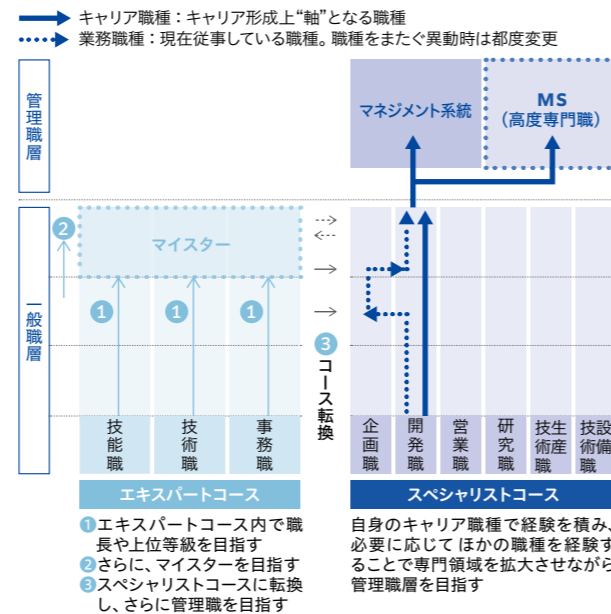 キャリア職種：キャリア形成上“軸”となる職種
業務職種：現在従事している職種。職種をまたぐ異動時は都度変更
管理職層
マネジメント系統
MS
（高度専門職）
一般職層
2
マイスター
1
1
1
3
コース転換
技能職
技術職
事務職
企画職
開発職
営業職
研究職
生産技術職
設備技術職
エキスパートコース
スペシャリストコース
1エキスパートコース内で職
長や上位等級を目指す
2さらに、マイスターを目指す
3スペシャリストコースに転換
し、さらに管理職を目指す
自身のキャリア職種で経験を積み、
必要に応じてほかの職種を経験す
ることで専門領域を拡大させながら
管理職層を目指す